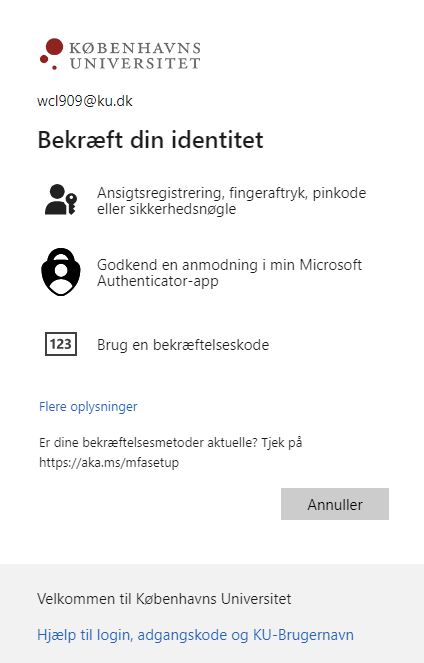 KØBENHAVNS
UNIVERSITET
wcl909@ku.dk
Bekræft din identitet
Ansigtsregistrering, fingeraftryk, pinkode
eller sikkerhedsnøgle
Godkend en anmodning i min Microsoft
Authenticator-app
123
Brug en bekræftelseskode
Flere oplysninger
Er dine bekræftelsesmetoder aktuelle? Tjek på
https://aka.ms/mfasetup
Annuller
Velkommen til Københavns Universitet
Hjælp til login, adgangskode og KU-Brugernavn